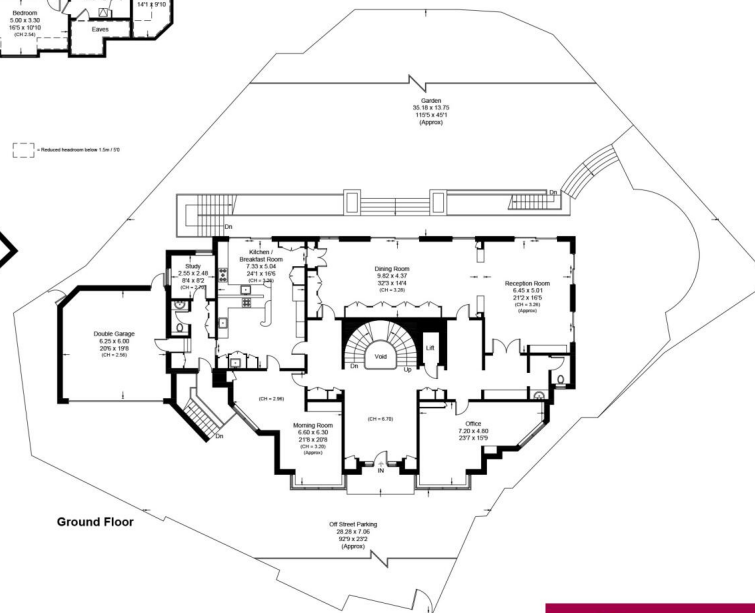 Bedroom
5.00 x 3.30
16'5 x 10'10
(CH 2.54)
14'1 x 9'10
Eaves
= Reduced headroom below 1.5m / 5'0
Garden
35.18 x 13.75
115'5 x 45'1
(Approx)
Dn
Dn
Study
2.55 x 2.48
8'4 x 8'2
Kitchen /
Breakfast Room
7.33 x 5.04
24'1 x 16'6
Dining Room
9.82 x 4.37
32'3 x 14'4
(CH = 3.28)
Reception Room
6.45 x 5.01
21'2 x 16'5
(CH = 3.26)
(Approx)
Double Garage
6.25 x 6.00
20'6 x 19'8
(CH = 2.56)
Void
Lift
Dn
Up
(CH = 2.96)
(CH = 6.78)
Morning Room
6.60 x 6.30
21'8 x 20'8
(CH = 3.20)
(Approx)
Office
7.20 x 4.80
23'7 x 15'9
Dn
IN
Ground Floor
Off Street Parking
28.28 x 7.06
92'9 x 23'2
(Approx)